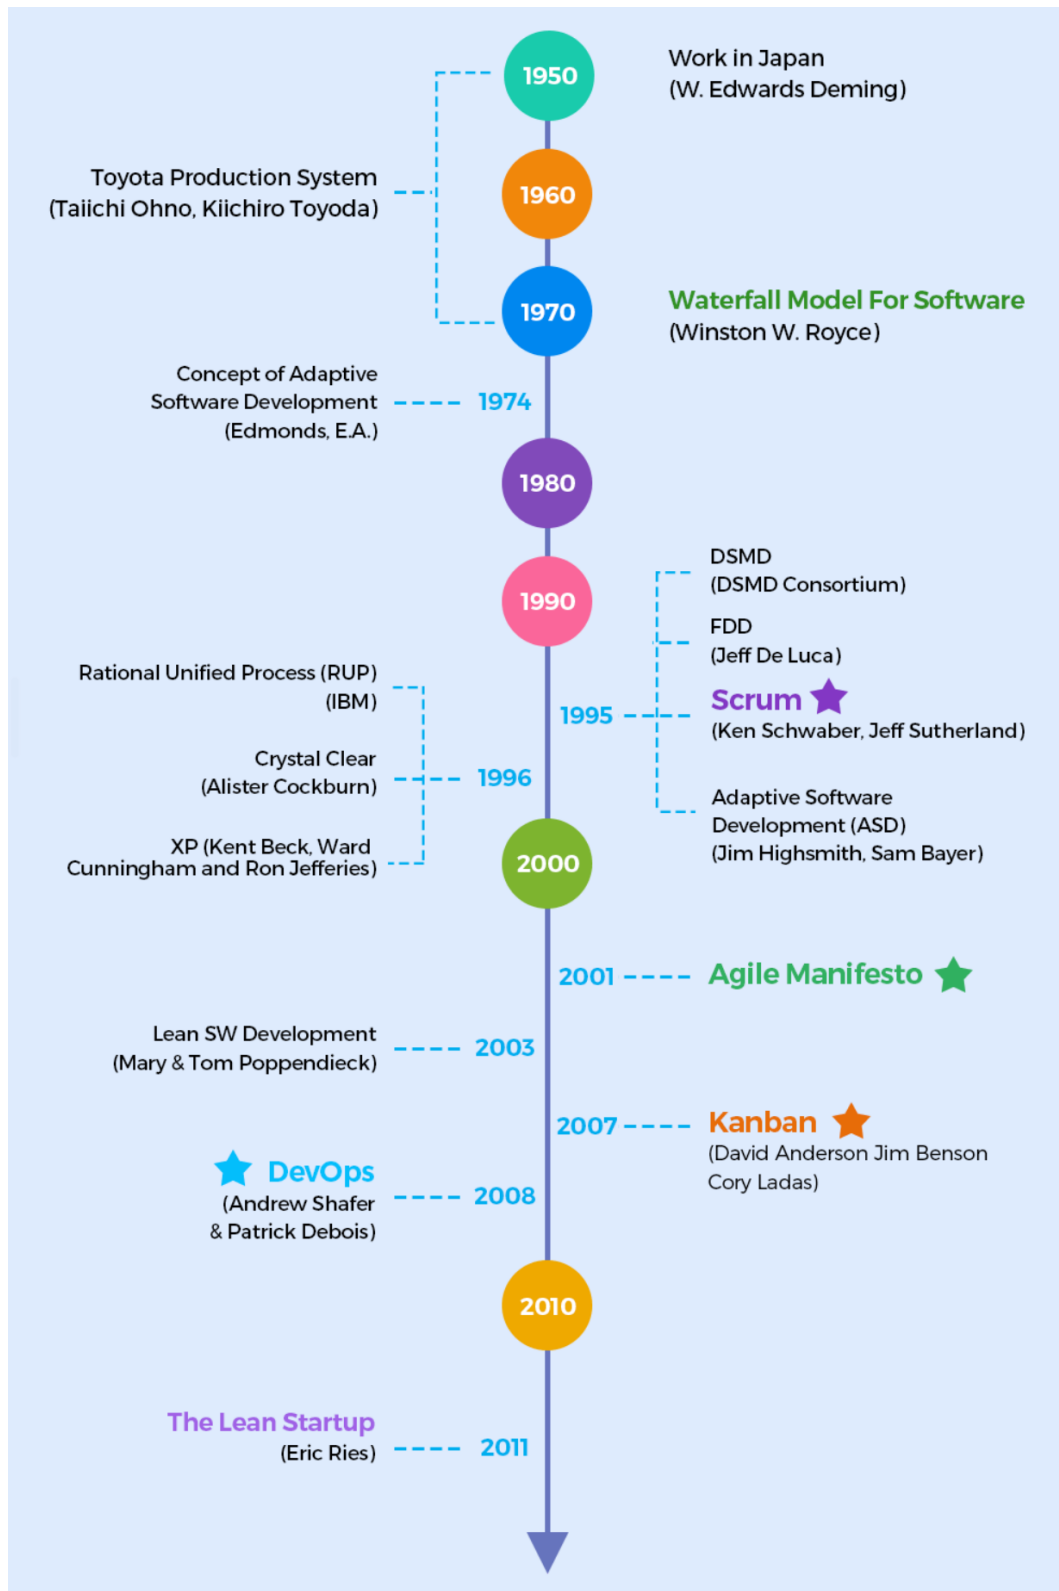 1950
Work in Japan
(W. Edwards Deming)
Toyota Production System
(Taiichi Ohno, Kiichiro Toyoda)
1960
1970
Waterfall Model For Software
(Winston W. Royce)
Concept of Adaptive
Software Development
(Edmonds, E.A.)
1974
1980
1990
DSMD
(DSMD Consortium)
FDD
(Jeff De Luca)
1995
Scrum
(Ken Schwaber, Jeff Sutherland)
Adaptive Software
Development (ASD)
(Jim Highsmith, Sam Bayer)
Rational Unified Process (RUP)
(IBM)
Crystal Clear
(Alister Cockburn)
1996
XP (Kent Beck, Ward
Cunningham and Ron Jefferies)
2000
2001
Agile Manifesto
Lean SW Development
(Mary & Tom Poppendieck)
2003
2007
Kanban
(David Anderson Jim Benson
Cory Ladas)
DevOps
(Andrew Shafer
& Patrick Debois)
2008
2010
The Lean Startup
(Eric Ries)
2011